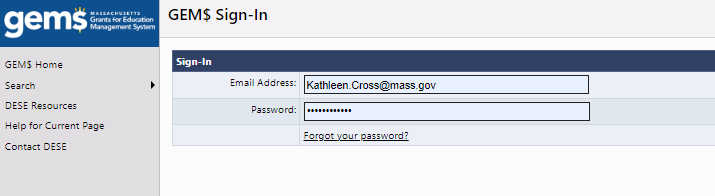 gem$
MASSACHUSETTS
Grants for Education
Management System
GEM$ Sign-In
GEM$ Home
Search
DESE Resources
Help for Current Page
Contact DESE
Sign-In
Email Address: Kathleen.Cross@mass.gov
Password: ••••••••••••
Forgot your password?